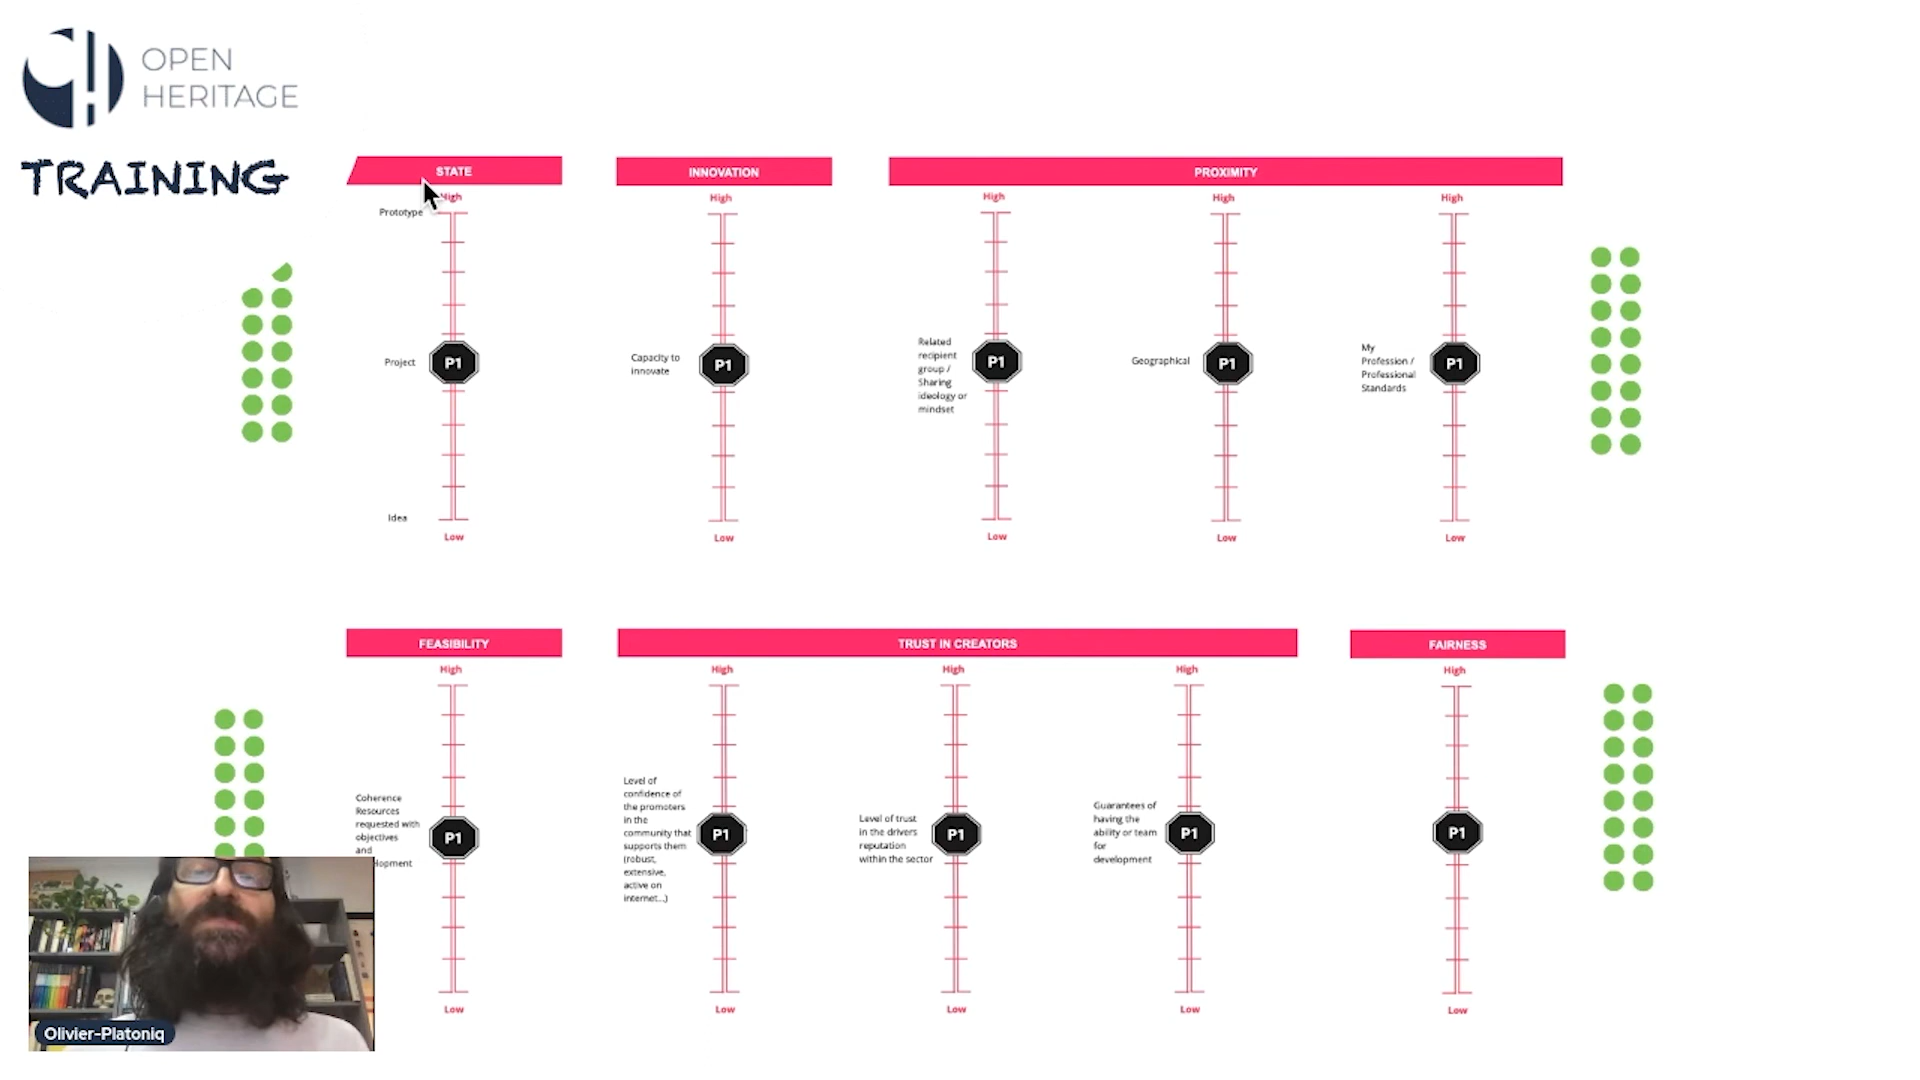 OPEN
HERITAGE
TRAINING
STATE
High
Prototype
Project
P1
Idea
Low
INNOVATION
High
Capacity to
innovate
P1
Low
PROXIMITY
High
Related
recipient
group /
Sharing
ideology or
mindset
P1
Low
High
Geographical
P1
Low
High
My
Profession /
Professional
Standards
P1
Low
FEASIBILITY
High
Coherence
Resources
requested with
objectives
and
lopment
P1
Low
TRUST IN CREATORS
High
Level of
confidence of
the promoters
in the
community that
supports them
(robust,
extensive,
active on
internet...)
P1
Low
High
Level of trust
in the drivers
reputation
within the sector
P1
Low
High
Guarantees of
having the
ability or team
for
development
P1
Low
FAIRNESS
High
P1
Low
Olivier-Platoniq